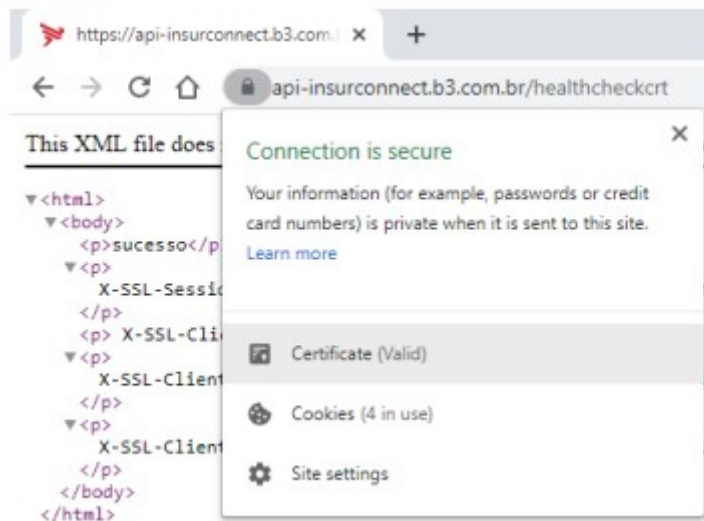 https://api-insurconnect.b3.com.
api-insurconnect.b3.com.br/healthcheckcrt
This XML file does
Connection is secure
Your information (for example, passwords or credit
card numbers) is private when it is sent to this site.
Learn more
Certificate (Valid)
Cookies (4 in use)
Site settings
▼<html>
▼<body>
<p>sucesso</p
▼<p>
X-SSL-Sessi
</p>
<p> X-SSL-Cli
▼<p>
X-SSL-Client
</p>
▼<p>
X-SSL-Client
</p>
</body>
</html>